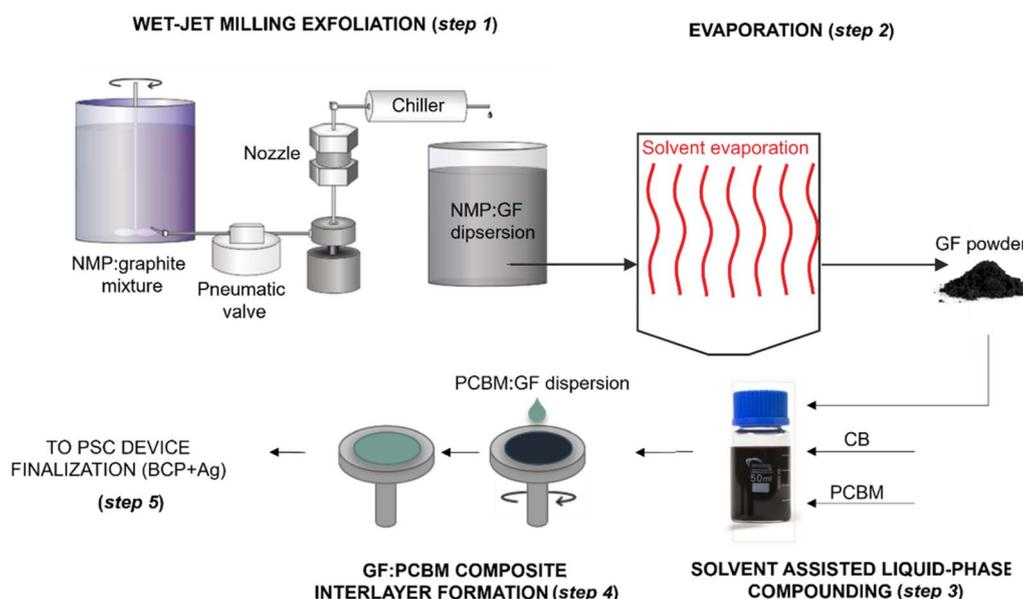 WET-JET MILLING EXFOLIATION (step 1)
EVAPORATION (step 2)
Chiller
Nozzle
Solvent evaporation
NMP:GF
dipsersion
NMP:graphite
mixture
Pneumatic
valve
GF powder
PCBM:GF dispersion
TO PSC DEVICE
FINALIZATION (BCP+Ag)
(step 5)
CB
50ml
PCBM
GF:PCBM COMPOSITE
INTERLAYER FORMATION (step 4)
SOLVENT ASSISTED LIQUID-PHASE
COMPOUNDING (step 3)